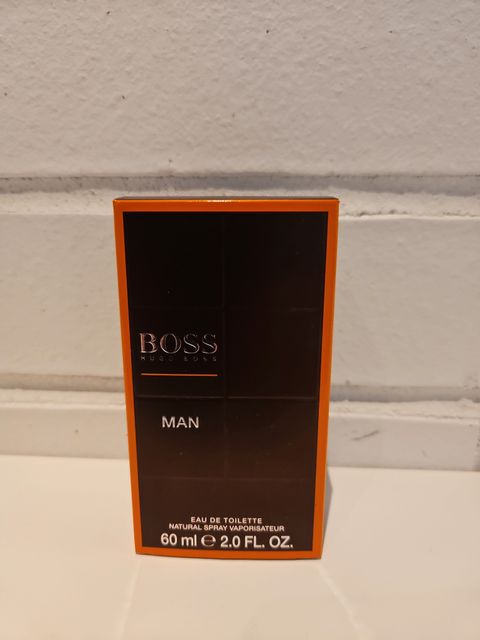 BOSS
HUGO BOSS
MAN
EAU DE TOILETTE
NATURAL SPRAY VAPORISATEUR
60 ml ℮ 2.0 FL. OZ.